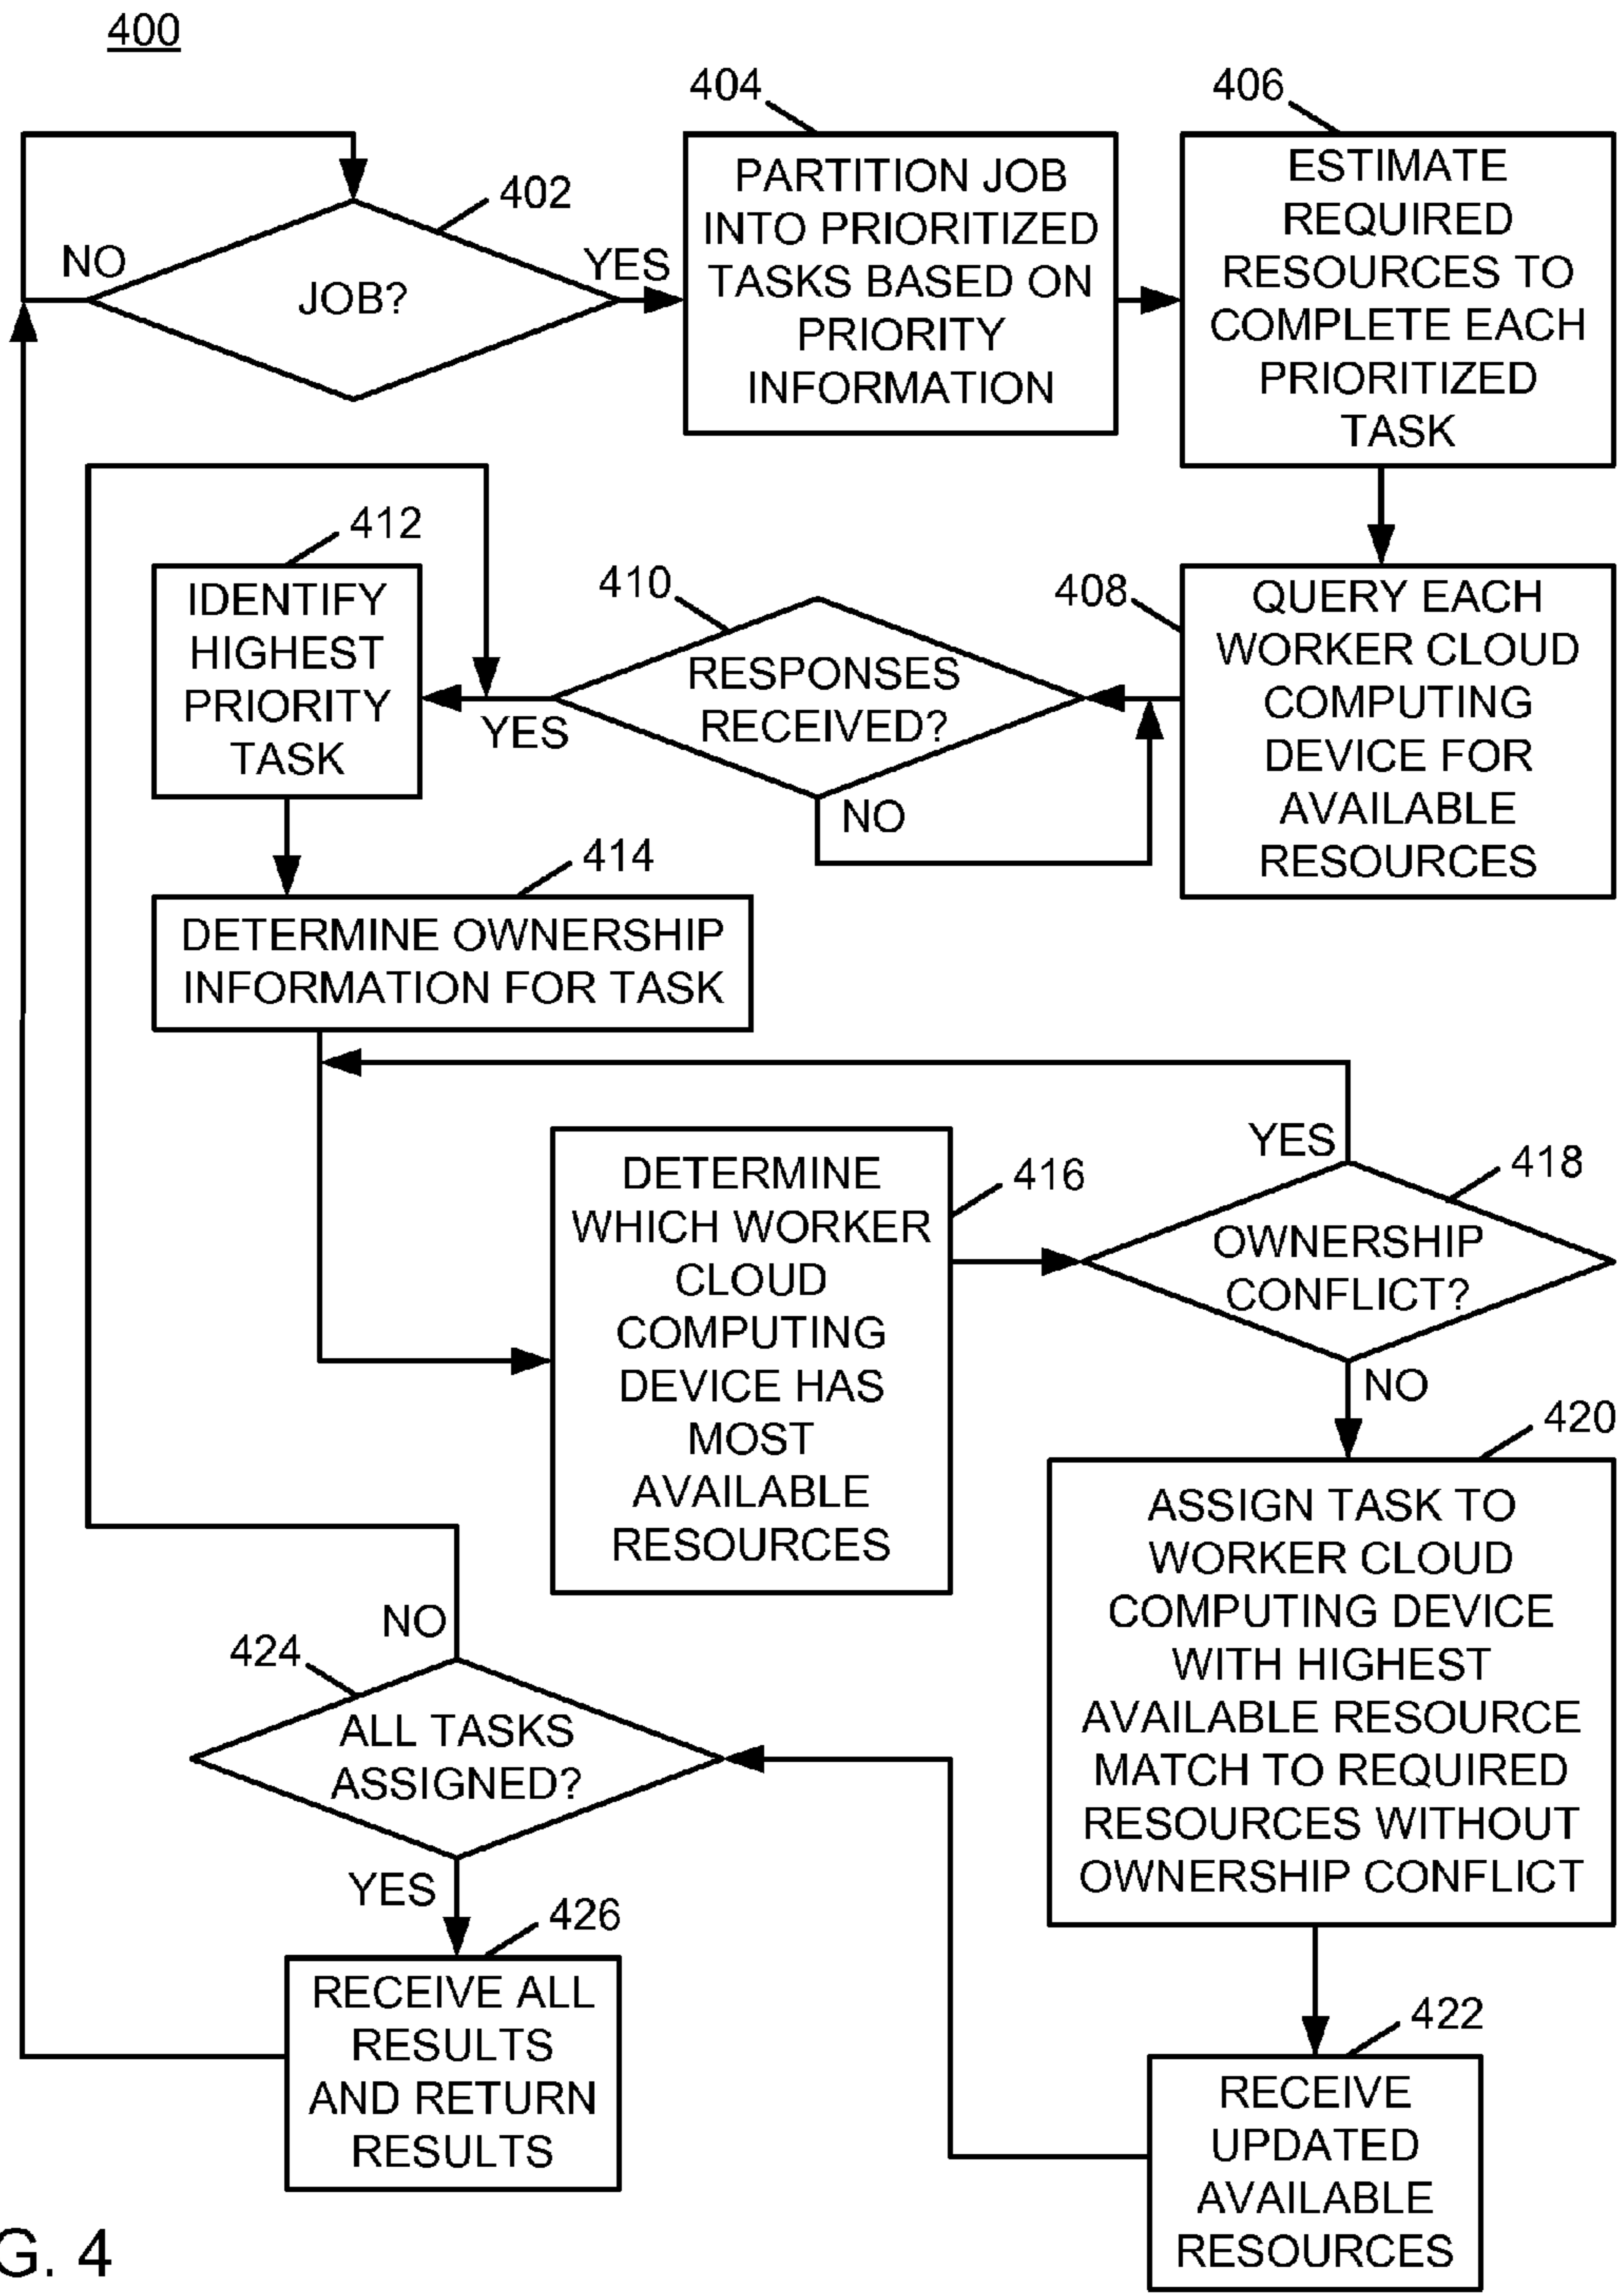 400
402
JOB?
NO
YES
404
PARTITION JOB
INTO PRIORITIZED
TASKS BASED ON
PRIORITY
INFORMATION
406
ESTIMATE
REQUIRED
RESOURCES TO
COMPLETE EACH
PRIORITIZED
TASK
408
QUERY EACH
WORKER CLOUD
COMPUTING
DEVICE FOR
AVAILABLE
RESOURCES
410
RESPONSES
RECEIVED?
YES
NO
412
IDENTIFY
HIGHEST
PRIORITY
TASK
414
DETERMINE OWNERSHIP
INFORMATION FOR TASK
416
DETERMINE
WHICH WORKER
CLOUD
COMPUTING
DEVICE HAS
MOST
AVAILABLE
RESOURCES
418
OWNERSHIP
CONFLICT?
YES
NO
420
ASSIGN TASK TO
WORKER CLOUD
COMPUTING DEVICE
WITH HIGHEST
AVAILABLE RESOURCE
MATCH TO REQUIRED
RESOURCES WITHOUT
OWNERSHIP CONFLICT
422
RECEIVE
UPDATED
AVAILABLE
RESOURCES
424
ALL TASKS
ASSIGNED?
NO
YES
426
RECEIVE ALL
RESULTS
AND RETURN
RESULTS
G. 4